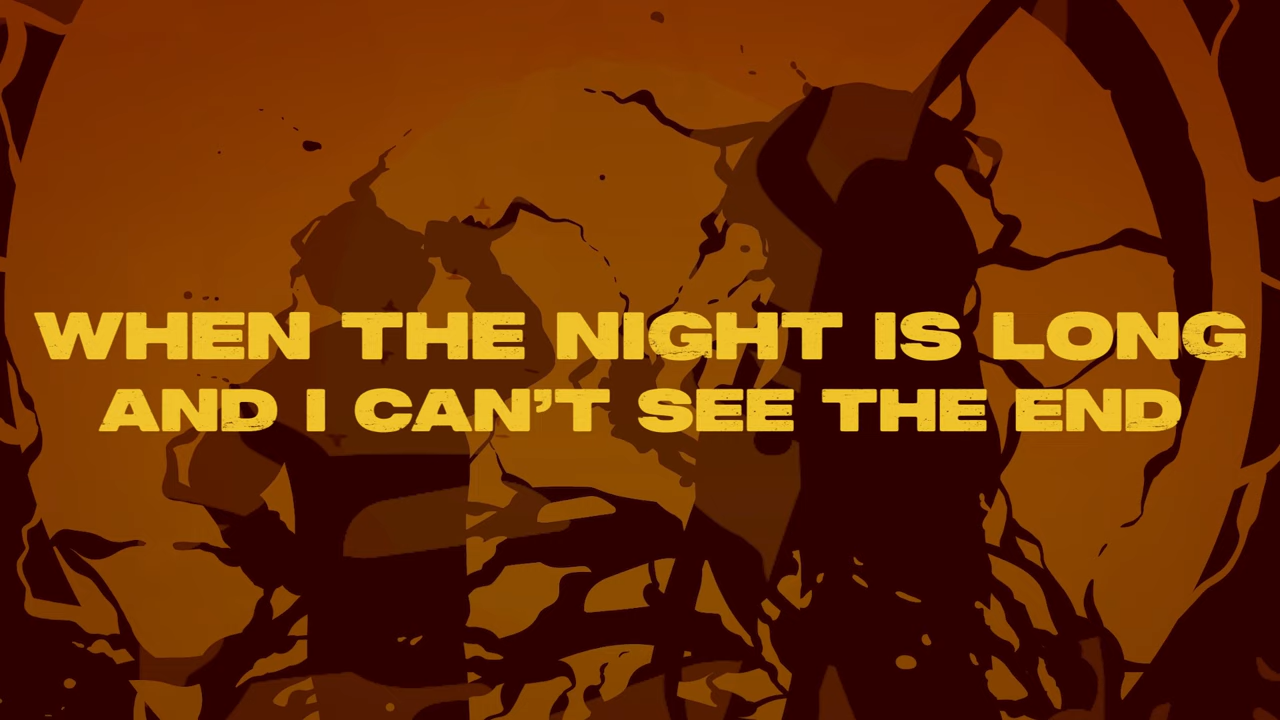 WHEN THE NIGHT IS LONG
AND I CAN’T SEE THE END